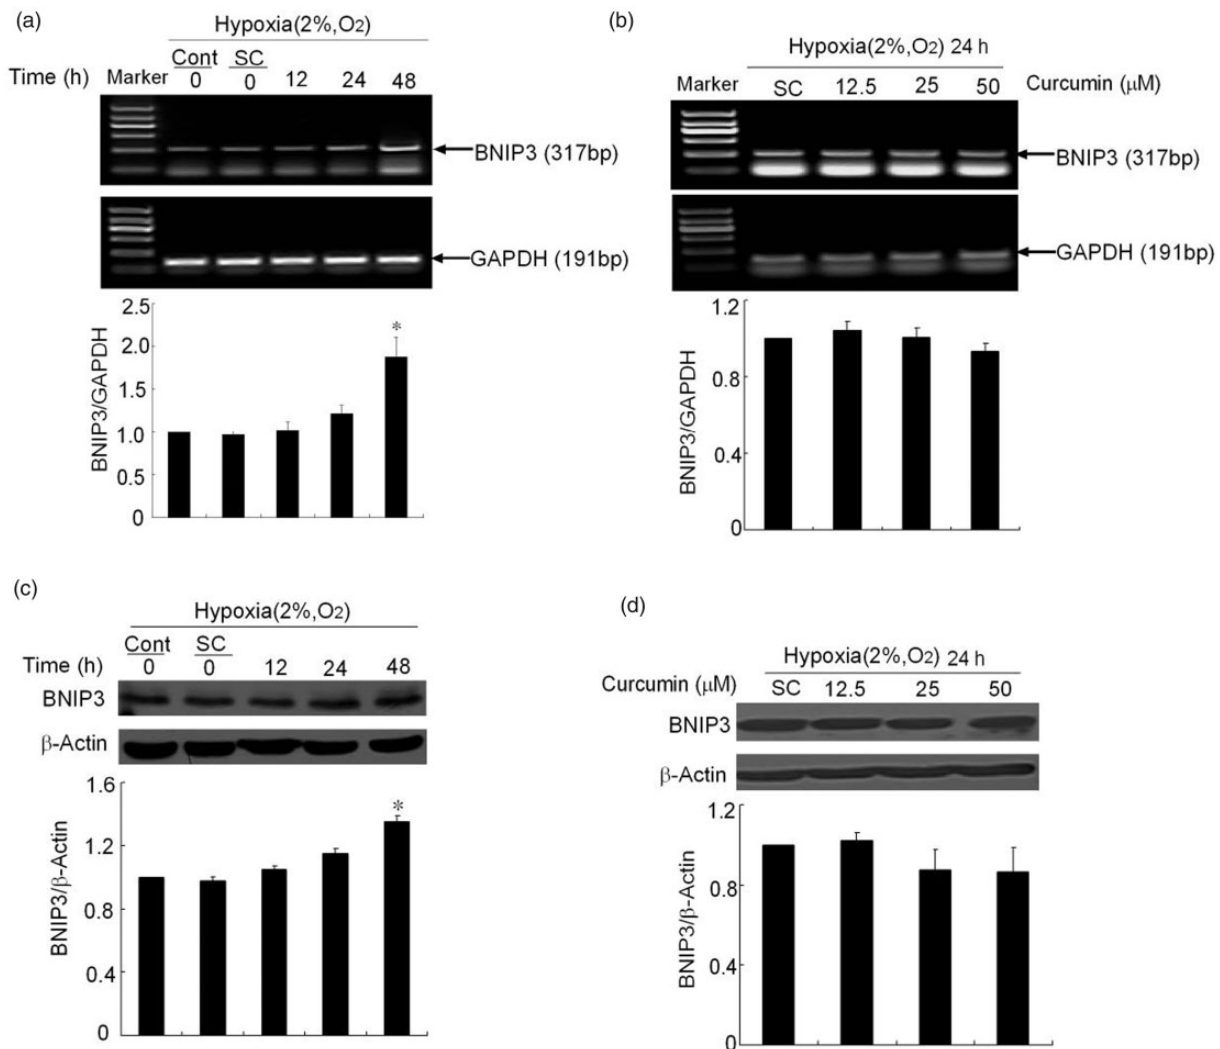 (a)
Hypoxia(2%,O2)
Cont SC
Time (h) Marker 0 0 12 24 48
BNIP3 (317bp)
GAPDH (191bp)
2.5
2.0
1.5
1.0
0.5
0
BNIP3/GAPDH
*
(b)
Hypoxia(2%,O2) 24 h
Marker SC 12.5 25 50 Curcumin (μM)
BNIP3 (317bp)
GAPDH (191bp)
1.2
0.8
0.4
0
BNIP3/GAPDH
(c)
Hypoxia(2%,O2)
Cont SC
Time (h) 0 0 12 24 48
BNIP3
β-Actin
1.6
1.2
0.8
0.4
0
BNIP3/β-Actin
*
(d)
Hypoxia(2%,O2) 24 h
Curcumin (μM) SC 12.5 25 50
BNIP3
β-Actin
1.2
0.8
0.4
0
BNIP3/β-Actin